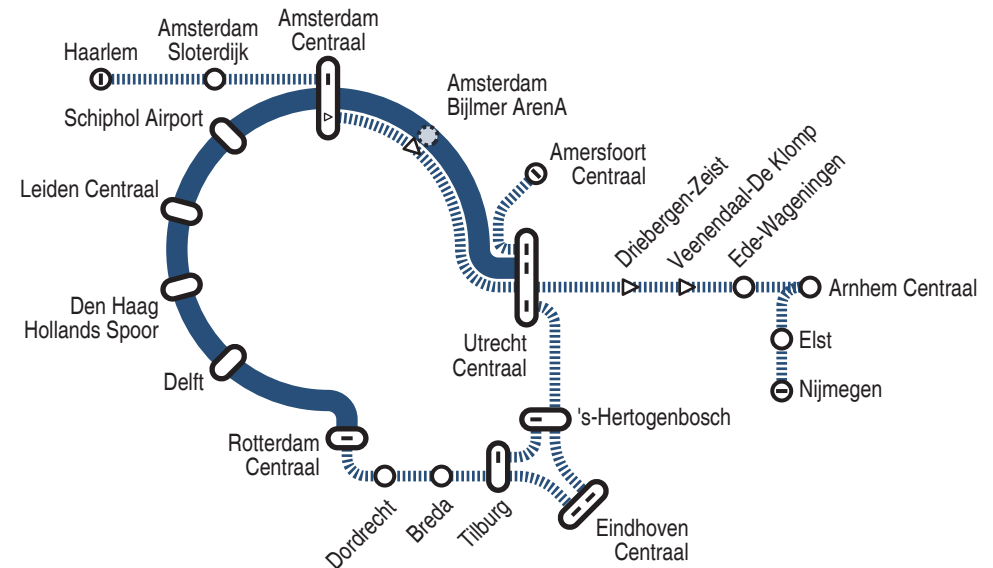 Haarlem
Amsterdam
Sloterdijk
Amsterdam
Centraal
Amsterdam
Bijlmer ArenA
Schiphol Airport
Amersfoort
Centraal
Leiden Centraal
Driebergen-Zeist
Veenendaal-De Klomp
Ede-Wageningen
Arnhem Centraal
Den Haag
Hollands Spoor
Utrecht
Centraal
Elst
Delft
Nijmegen
's-Hertogenbosch
Rotterdam
Centraal
Dordrecht
Breda
Tilburg
Eindhoven
Centraal